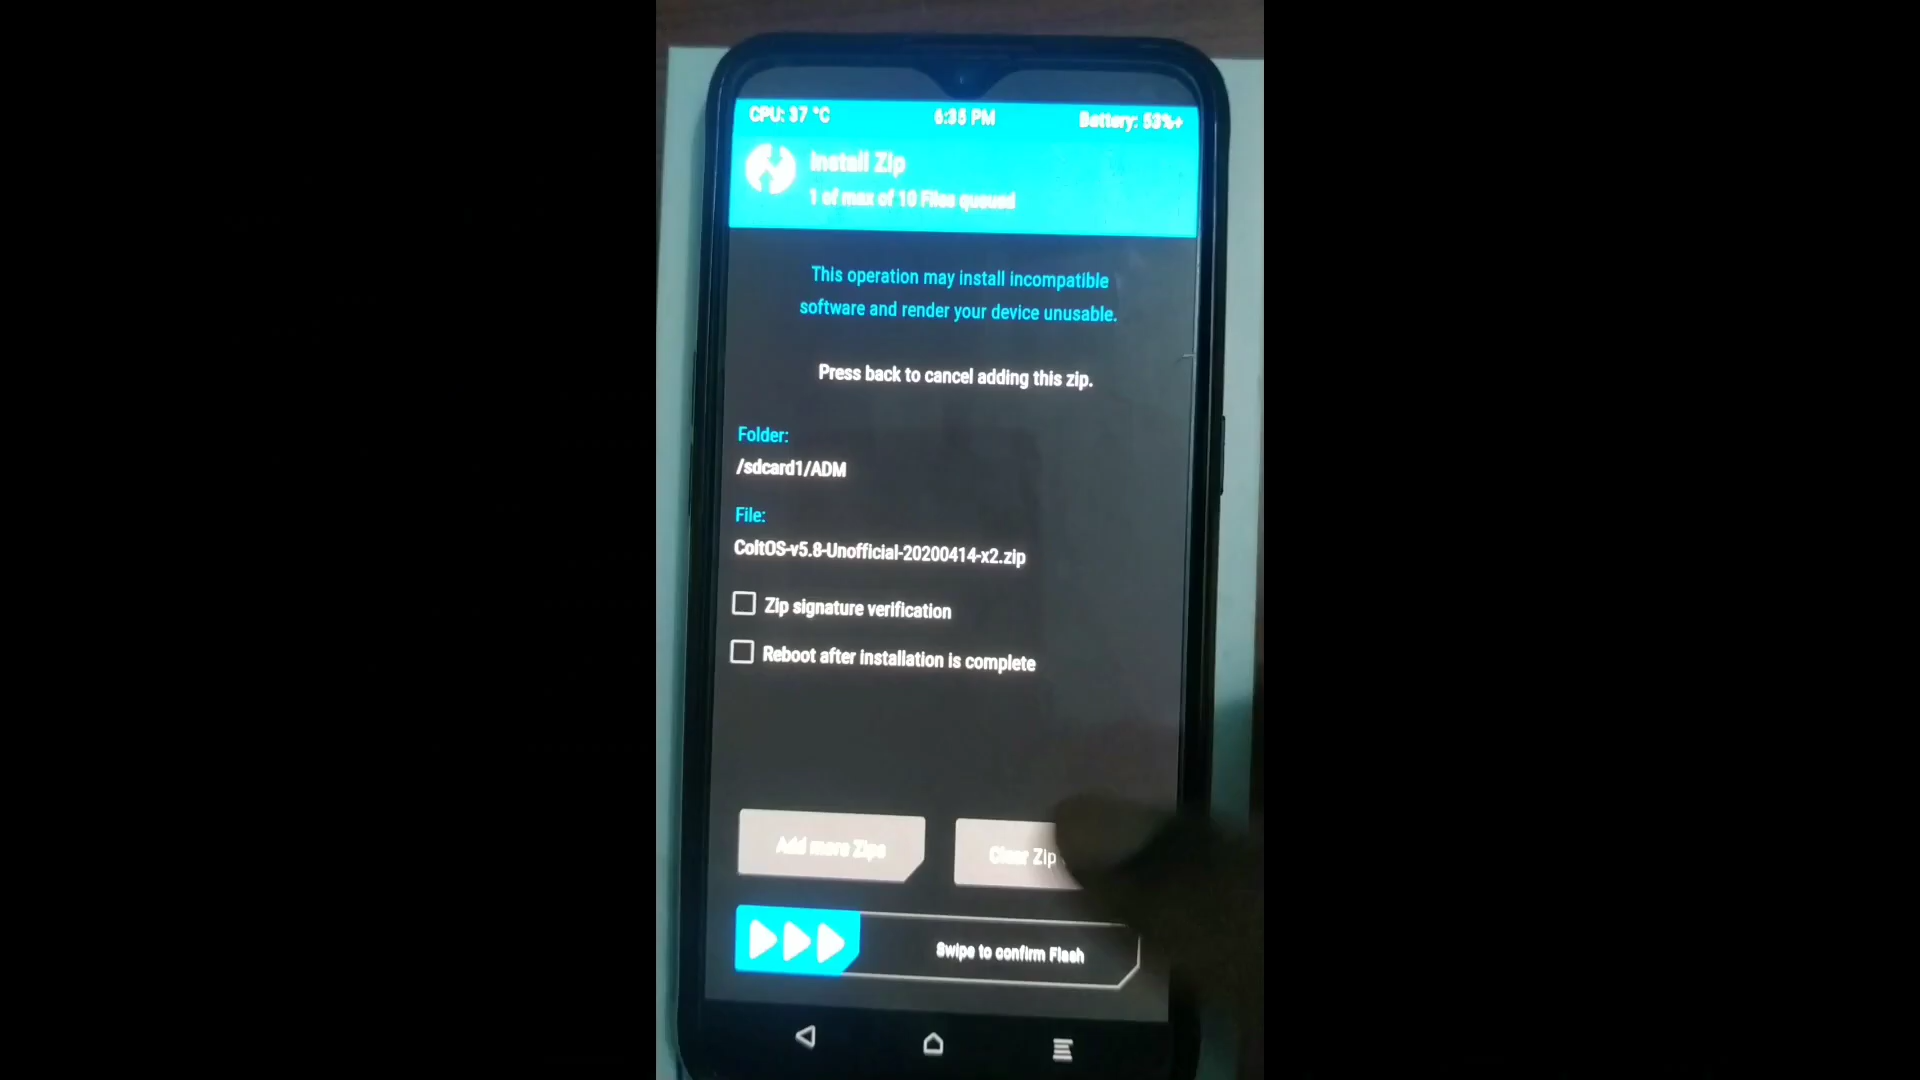 CPU: 37 °C
6:35 PM
Battery: 53%+
Install Zip
1 of max of 10 Files queued
This operation may install incompatible
software and render your device unusable.
Press back to cancel adding this zip.
Folder:
/sdcard1/ADM
File:
ColtOS-v5.8-Unofficial-20200414-x2.zip
Zip signature verification
Reboot after installation is complete
Add more Zips
Clear Zip
Swipe to confirm Flash